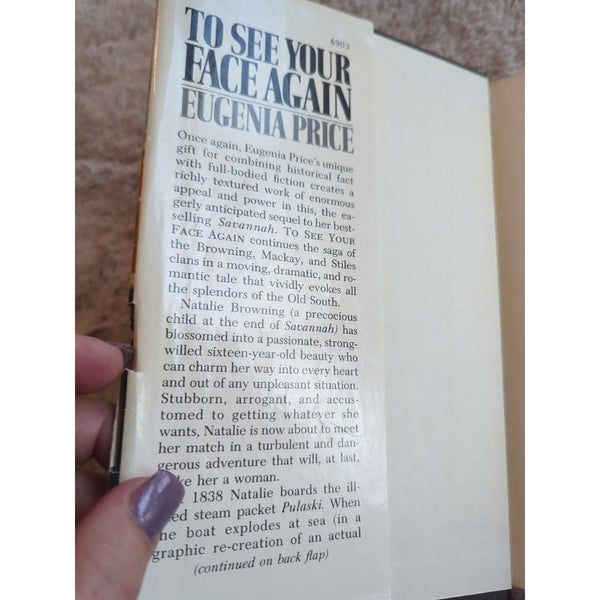 6903
TO SEE YOUR
FACE AGAIN
EUGENIA PRICE
Once again, Eugenia Price's unique
gift for combining historical fact
with full-bodied fiction creates a
richly textured work of enormous
appeal and power in this, the ea-
gerly anticipated sequel to her best-
selling Savannah. TO SEE YOUR
FACE AGAIN continues the saga of
the Browning, Mackay, and Stiles
clans in a moving, dramatic, and ro-
mantic tale that vividly evokes all
the splendors of the Old South.
Natalie Browning (a precocious
child at the end of Savannah) has
blossomed into a passionate, strong-
willed sixteen-year-old beauty who
can charm her way into every heart
and out of any unpleasant situation.
Stubborn, arrogant, and accus-
tomed to getting whatever she
wants, Natalie is now about to meet
her match in a turbulent and dan-
gerous adventure that will, at last,
ke her a woman.
1838 Natalie boards the ill-
ed steam packet Pulaski. When
the boat explodes at sea (in a
graphic re-creation of an actual
(continued on back flap)